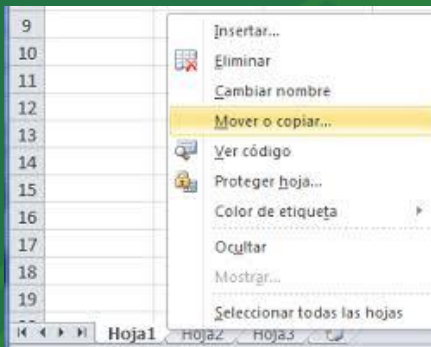 9
10
11
12
13
14
15
16
17
18
19
Insertar...
Eliminar
Cambiar nombre
Mover o copiar...
Ver código
Proteger hoja...
Color de etiqueta
Ocultar
Mostrar...
Seleccionar todas las hojas
Hoja1 Hoja2 Hoja3